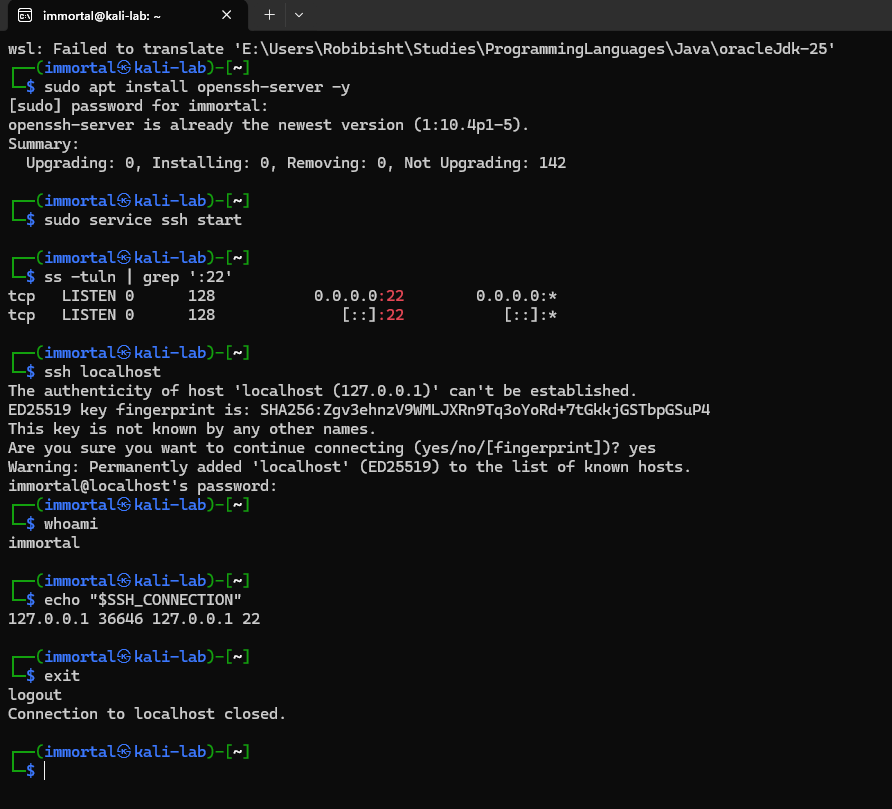 immortal@kali-lab: ~
wsl: Failed to translate 'E:\Users\Robibisht\Studies\ProgrammingLanguages\Java\oracleJdk-25'
┌──(immortal㉿kali-lab)-[~]
└─$ sudo apt install openssh-server -y
[sudo] password for immortal:
openssh-server is already the newest version (1:10.4p1-5).
Summary:
  Upgrading: 0, Installing: 0, Removing: 0, Not Upgrading: 142
┌──(immortal㉿kali-lab)-[~]
└─$ sudo service ssh start
┌──(immortal㉿kali-lab)-[~]
└─$ ss -tuln | grep ':22'
tcp   LISTEN 0      128           0.0.0.0:22        0.0.0.0:*
tcp   LISTEN 0      128              [::]:22           [::]:*
┌──(immortal㉿kali-lab)-[~]
└─$ ssh localhost
The authenticity of host 'localhost (127.0.0.1)' can't be established.
ED25519 key fingerprint is: SHA256:Zgv3ehnzV9WMLJXRn9Tq3oYoRd+7tGkkjGSTbpGSuP4
This key is not known by any other names.
Are you sure you want to continue connecting (yes/no/[fingerprint])? yes
Warning: Permanently added 'localhost' (ED25519) to the list of known hosts.
immortal@localhost's password:
┌──(immortal㉿kali-lab)-[~]
└─$ whoami
immortal
┌──(immortal㉿kali-lab)-[~]
└─$ echo "$SSH_CONNECTION"
127.0.0.1 36646 127.0.0.1 22
┌──(immortal㉿kali-lab)-[~]
└─$ exit
logout
Connection to localhost closed.
┌──(immortal㉿kali-lab)-[~]
└─$